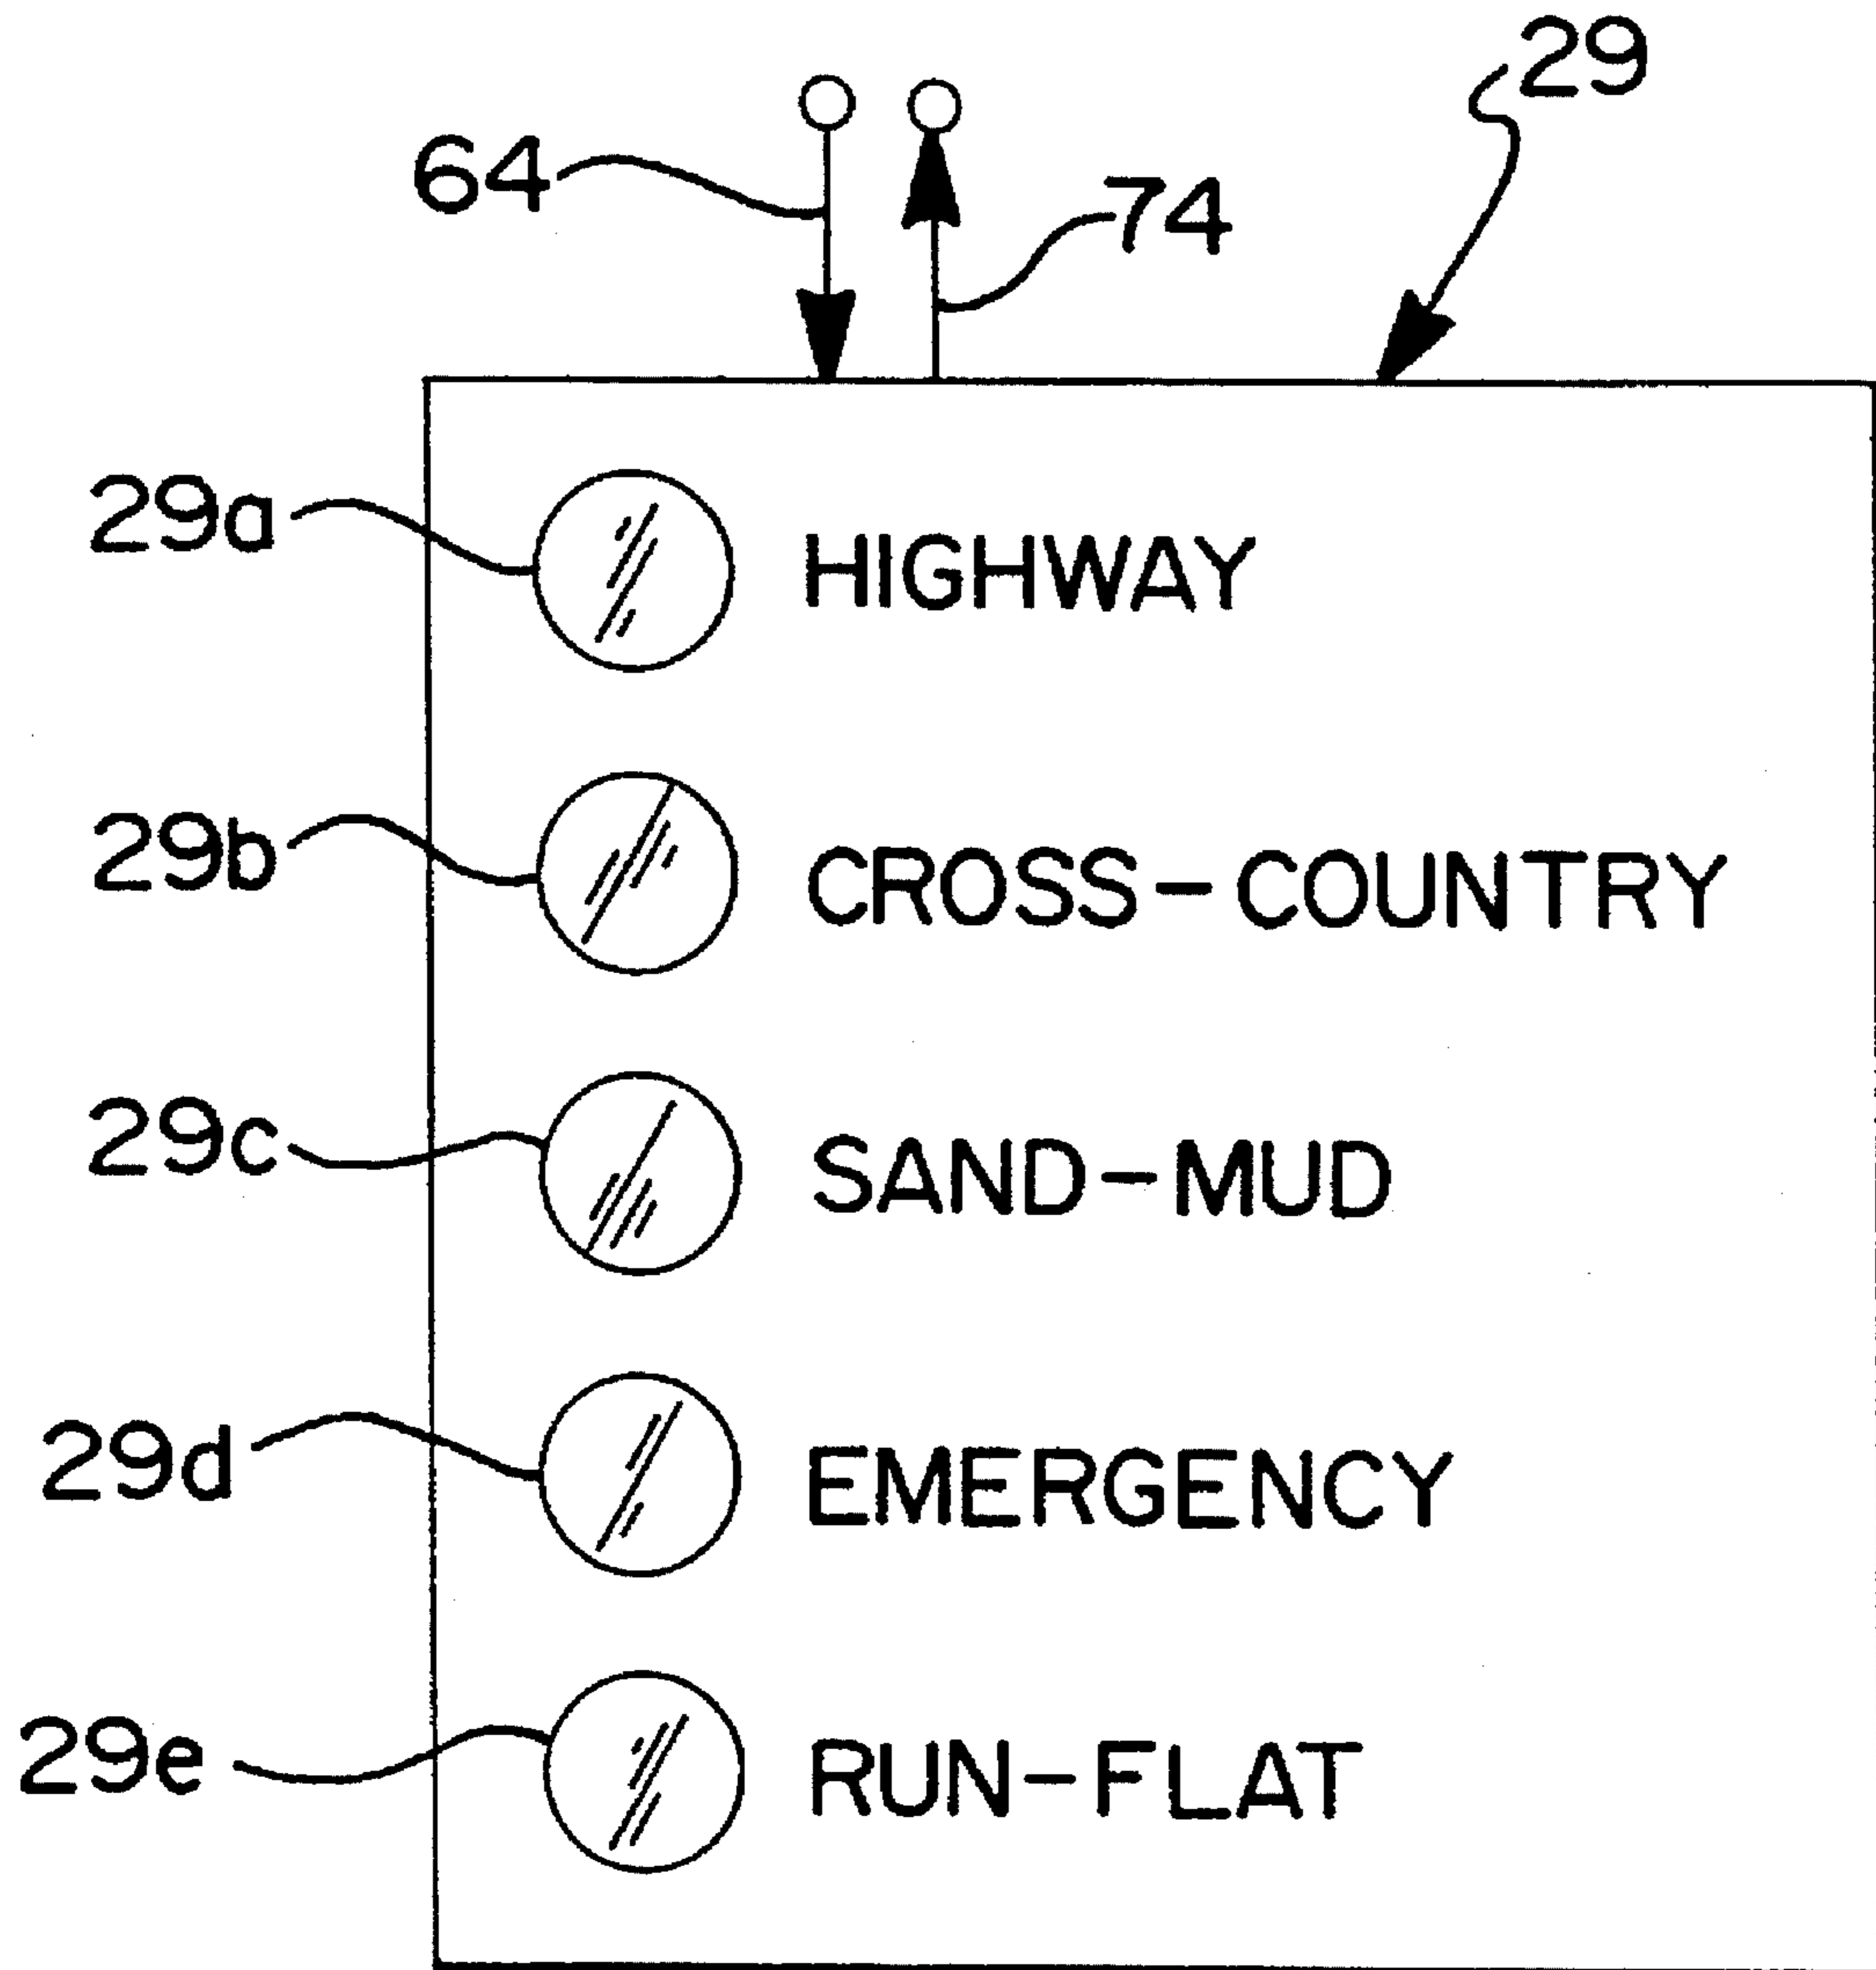 29
64
74
29a HIGHWAY
29b CROSS-COUNTRY
29c SAND-MUD
29d EMERGENCY
29e RUN-FLAT